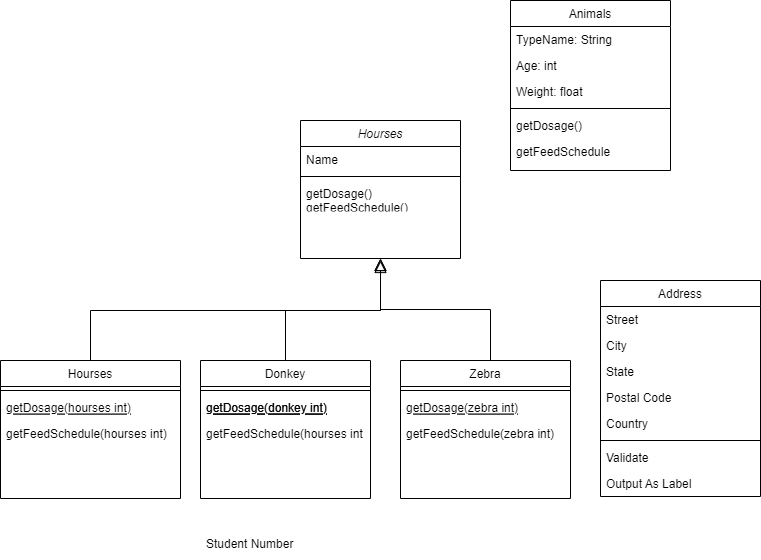 Animals
TypeName: String
Age: int
Weight: float
getDosage()
getFeedSchedule
Hourses
Name
getDosage()
getFeedSchedule()
Address
Street
City
State
Postal Code
Country
Validate
Output As Label
Hourses
getDosage(hourses int)
getFeedSchedule(hourses int)
Donkey
getDosage(donkey int)
getFeedSchedule(hourses int
Zebra
getDosage(zebra int)
getFeedSchedule(zebra int)
Student Number